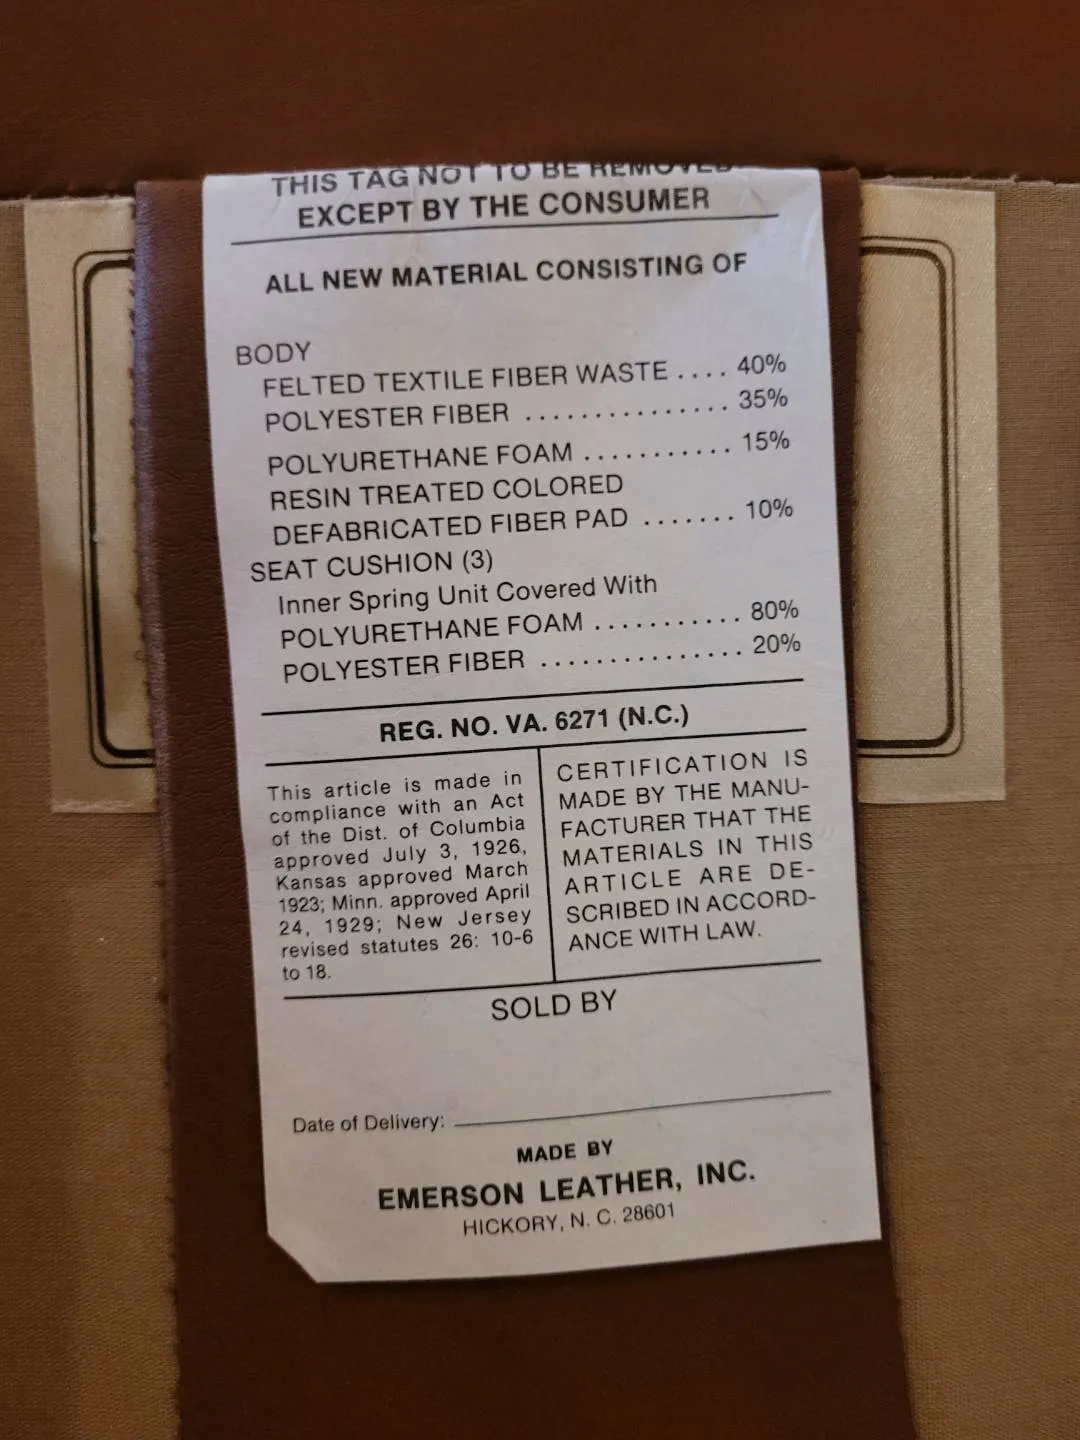 THIS TAG NOT TO BE REMOVED
EXCEPT BY THE CONSUMER
ALL NEW MATERIAL CONSISTING OF
BODY
FELTED TEXTILE FIBER WASTE .... 40%
POLYESTER FIBER ............... 35%
POLYURETHANE FOAM ........... 15%
RESIN TREATED COLORED
DEFABRICATED FIBER PAD ....... 10%
SEAT CUSHION (3)
Inner Spring Unit Covered With
POLYURETHANE FOAM ........... 80%
POLYESTER FIBER ............... 20%
REG. NO. VA. 6271 (N.C.)
This article is made in
compliance with an Act
of the Dist. of Columbia
approved July 3, 1926,
Kansas approved March
1923; Minn. approved April
24, 1929; New Jersey
revised statutes 26: 10-6
to 18.
CERTIFICATION IS
MADE BY THE MANU-
FACTURER THAT THE
MATERIALS IN THIS
ARTICLE ARE DE-
SCRIBED IN ACCORD-
ANCE WITH LAW.
SOLD BY
Date of Delivery:
MADE BY
EMERSON LEATHER, INC.
HICKORY, N. C. 28601